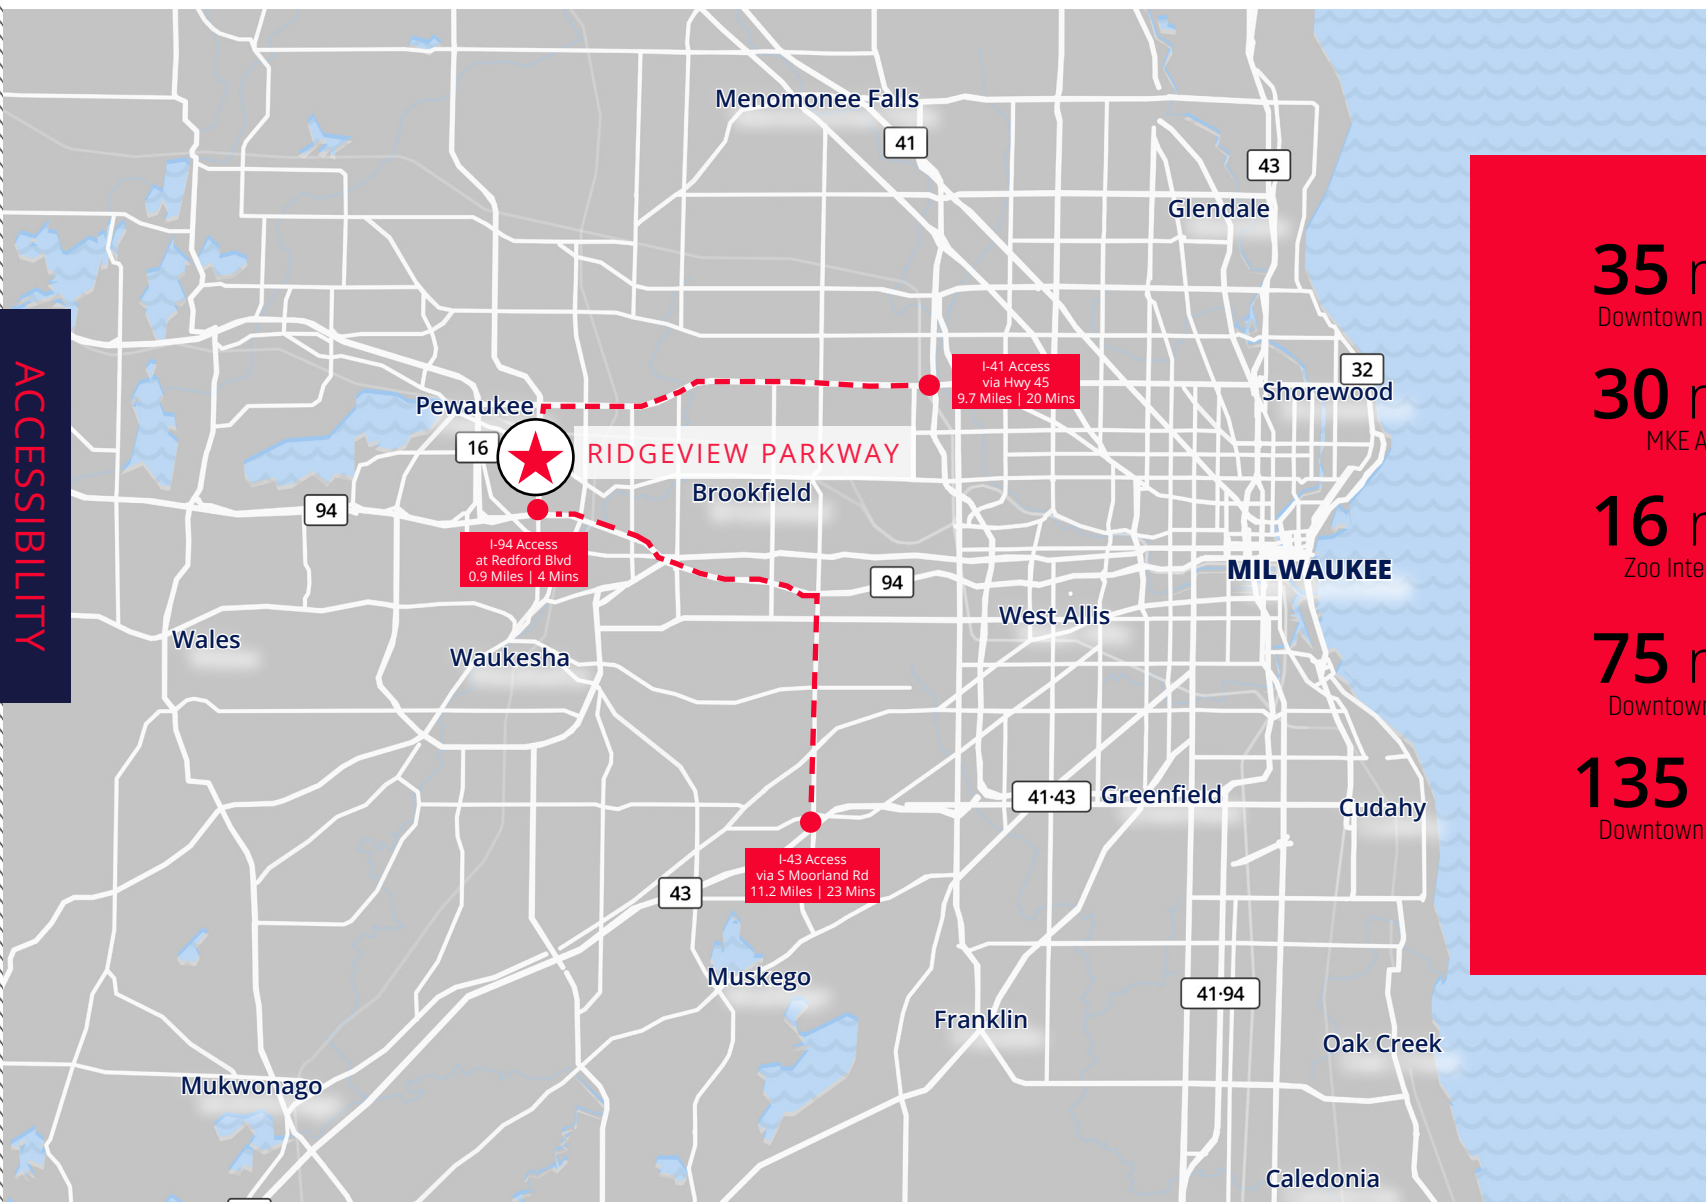 Menomonee Falls
41
43
Glendale
32
Shorewood
I-41 Access
via Hwy 45
9.7 Miles | 20 Mins
Pewaukee
16
RIDGEVIEW PARKWAY
Brookfield
94
I-94 Access
at Redford Blvd
0.9 Miles | 4 Mins
94
MILWAUKEE
West Allis
Wales
Waukesha
ACCESSIBILITY
41·43
Greenfield
Cudahy
I-43 Access
via S Moorland Rd
11.2 Miles | 23 Mins
43
Muskego
Franklin
41·94
Oak Creek
Mukwonago
Caledonia
35
Downtown
30
MKE
16
Zoo
75
135
Downtown